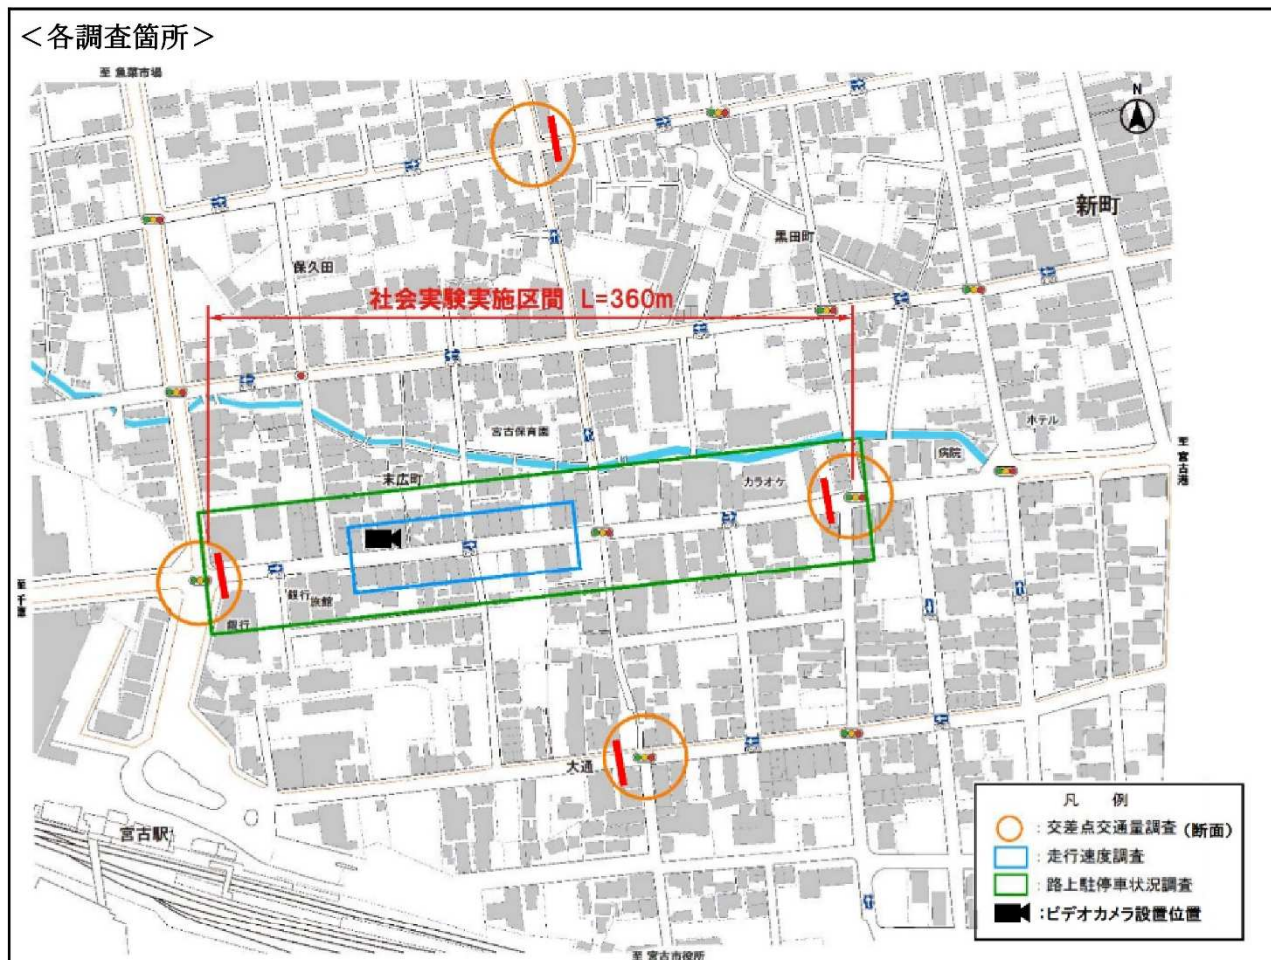 ＜各調査箇所＞
至 魚菜市場
N
新町
黒田町
保久田
社会実験実施区間 L=360m
宮古保育園
ホテル
病院
至 宮古港
末広町
カラオケ
至 千徳
銀行
旅館
銀行
大通
宮古駅
至 宮古市役所
凡 例
：交差点交通量調査（断面）
：走行速度調査
：路上駐停車状況調査
：ビデオカメラ設置位置